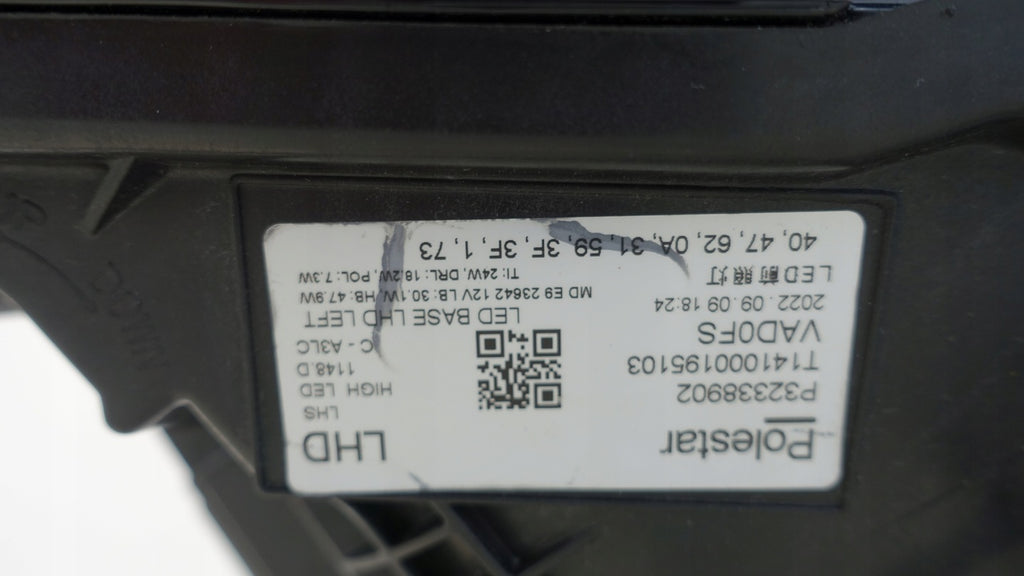 Polestar
LHD
P32338902
T141000195103
VAD0FS
2022.09.09 18:24
LED前照灯
LHS
HIGH LED
1148.D
C - A3LC
LED BASE LHD LEFT
MD E9 23642 12V LB: 30.1W, HB: 47.9W
TI: 24W, DRL: 18.2W, POL: 7.3W
40, 47, 62, 0A, 31, 59, 3F, 3F, 1, 73